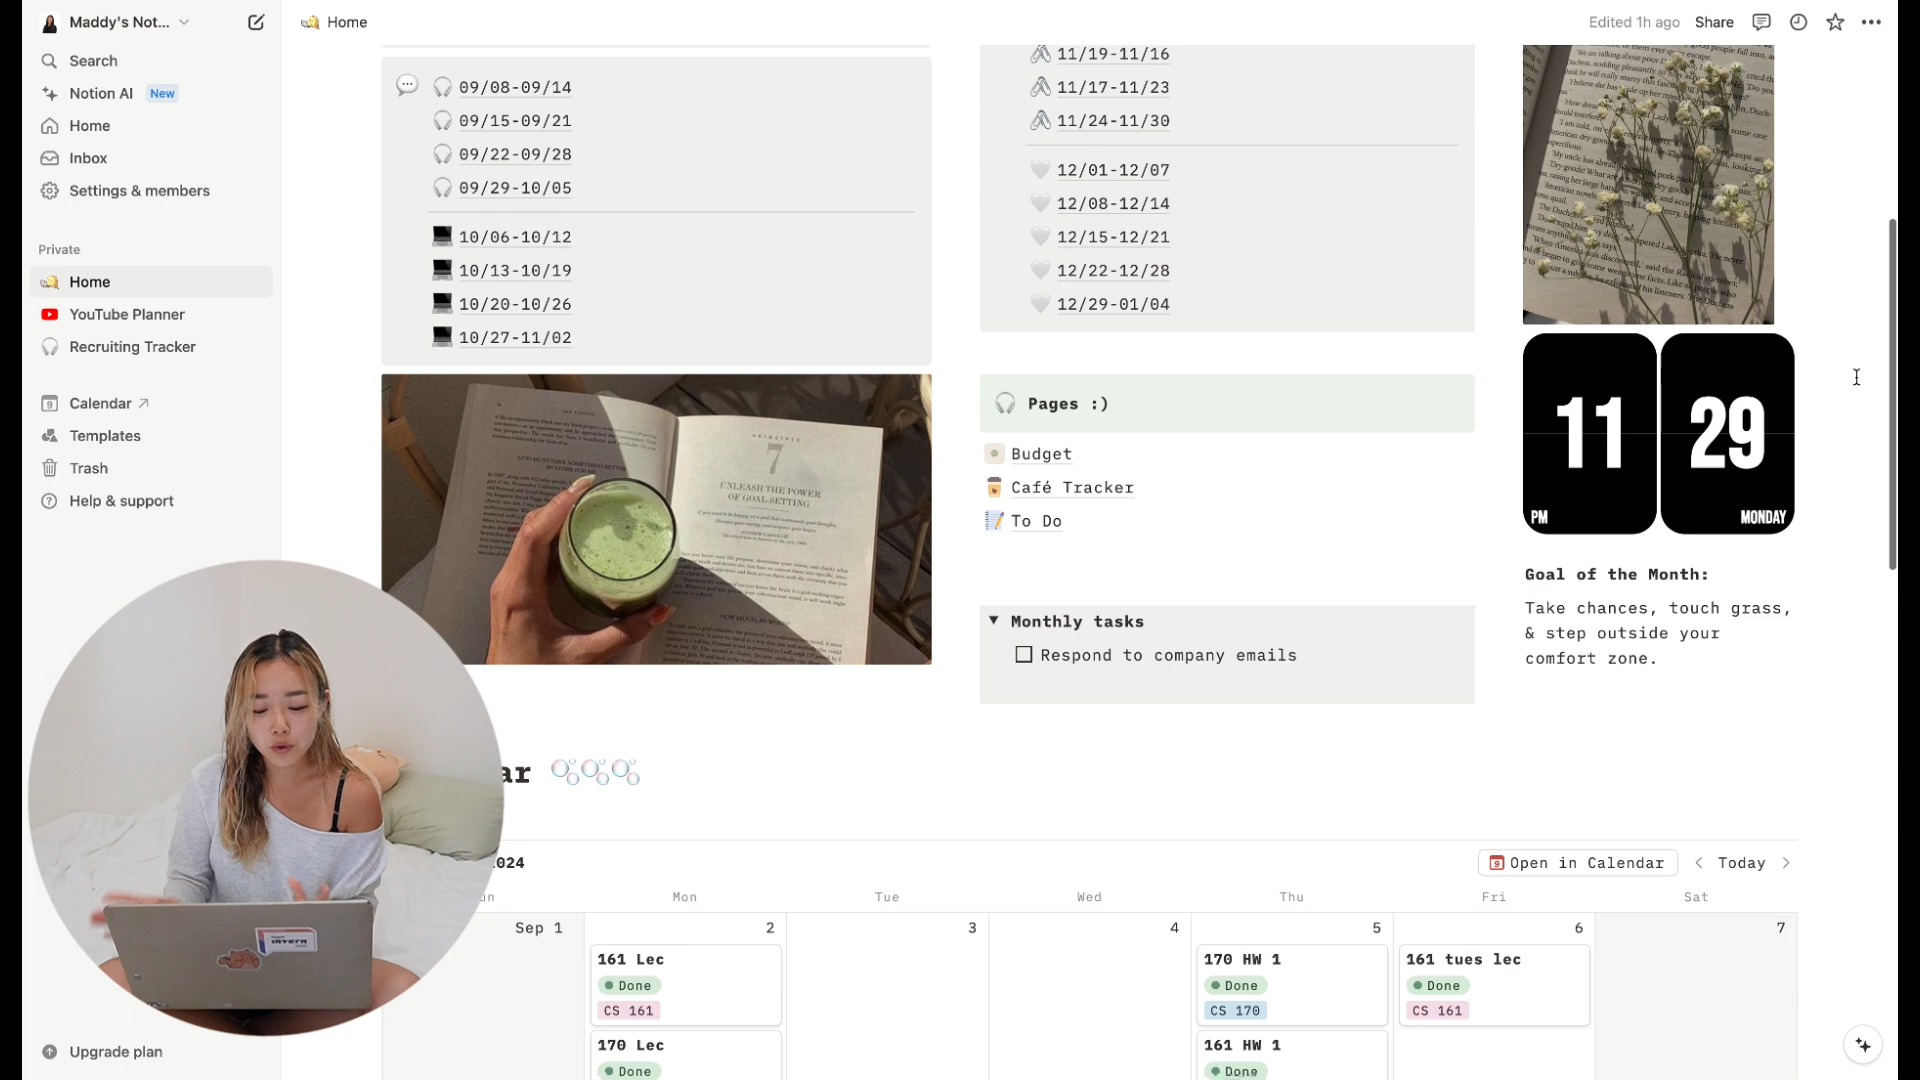 Maddy's Not...
Search
Notion AI New
Home
Inbox
Settings & members
Private
Home
YouTube Planner
Recruiting Tracker
Calendar
Templates
Trash
Help & support
Upgrade plan
Home
Edited 1h ago Share
09/08-09/14
09/15-09/21
09/22-09/28
09/29-10/05
10/06-10/12
10/13-10/19
10/20-10/26
10/27-11/02
PRINCIPLE
7
UNLEASH THE POWER
OF GOAL-SETTING
11/19-11/16
11/17-11/23
11/24-11/30
12/01-12/07
12/08-12/14
12/15-12/21
12/22-12/28
12/29-01/04
Pages :)
Budget
Café Tracker
To Do
Monthly tasks
Respond to company emails
11 29
PM MONDAY
Goal of the Month:
Take chances, touch grass,
& step outside your
comfort zone.
ar
024
Open in Calendar Today
un Mon Tue Wed Thu Fri Sat
Sep 1 2 3 4 5 6 7
161 Lec
Done
CS 161
170 Lec
Done
170 HW 1
Done
CS 170
161 HW 1
Done
161 tues lec
Done
CS 161